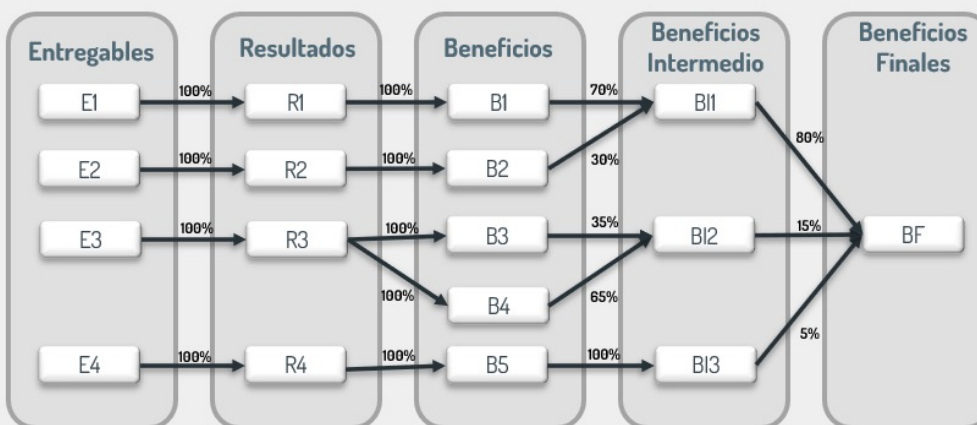 Entregables
Resultados
Beneficios
Beneficios
Intermedio
Beneficios
Finales
E1
100%
R1
100%
B1
70%
BI1
80%
E2
100%
R2
100%
B2
30%
E3
100%
R3
100%
B3
35%
BI2
15%
BF
100%
B4
65%
E4
100%
R4
100%
B5
100%
BI3
5%